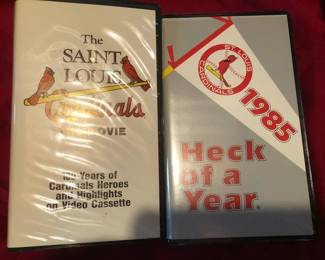 The
SAINT
LOUIS
Cardinals
MOVIE
100 Years of
Cardinals Heroes
and Highlights
on Video Cassette
ST. LOUIS
CARDINALS
1985
Heck
of a
Year.